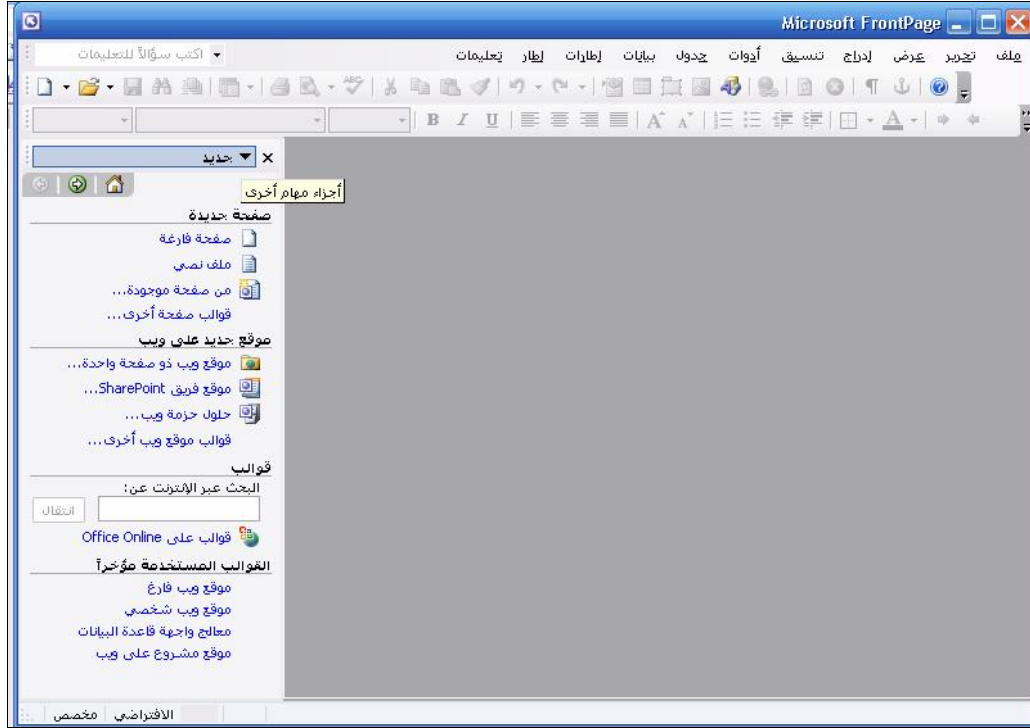 Microsoft FrontPage
ملف تحرير عرض إدراج تنسيق أدوات جدول بيانات إطارات إطار تعليمات اكتب سؤالاً للتعليمات
B I U A A A
جديد
أجزاء مهام أخرى
صفحة جديدة
صفحة فارغة
ملف نصي
من صفحة موجودة...
قوالب صفحة أخرى...
موقع جديد على ويب
موقع ويب ذو صفحة واحدة...
موقع فريق SharePoint...
حلول حزمة ويب...
قوالب موقع ويب أخرى...
قوالب
البحث عبر الإنترنت عن:
انتقال
قوالب على Office Online
القوالب المستخدمة مؤخراً
موقع ويب فارغ
موقع ويب شخصي
معالج واجهة قاعدة البيانات
موقع مشروع على ويب
الافتراضي مخصص